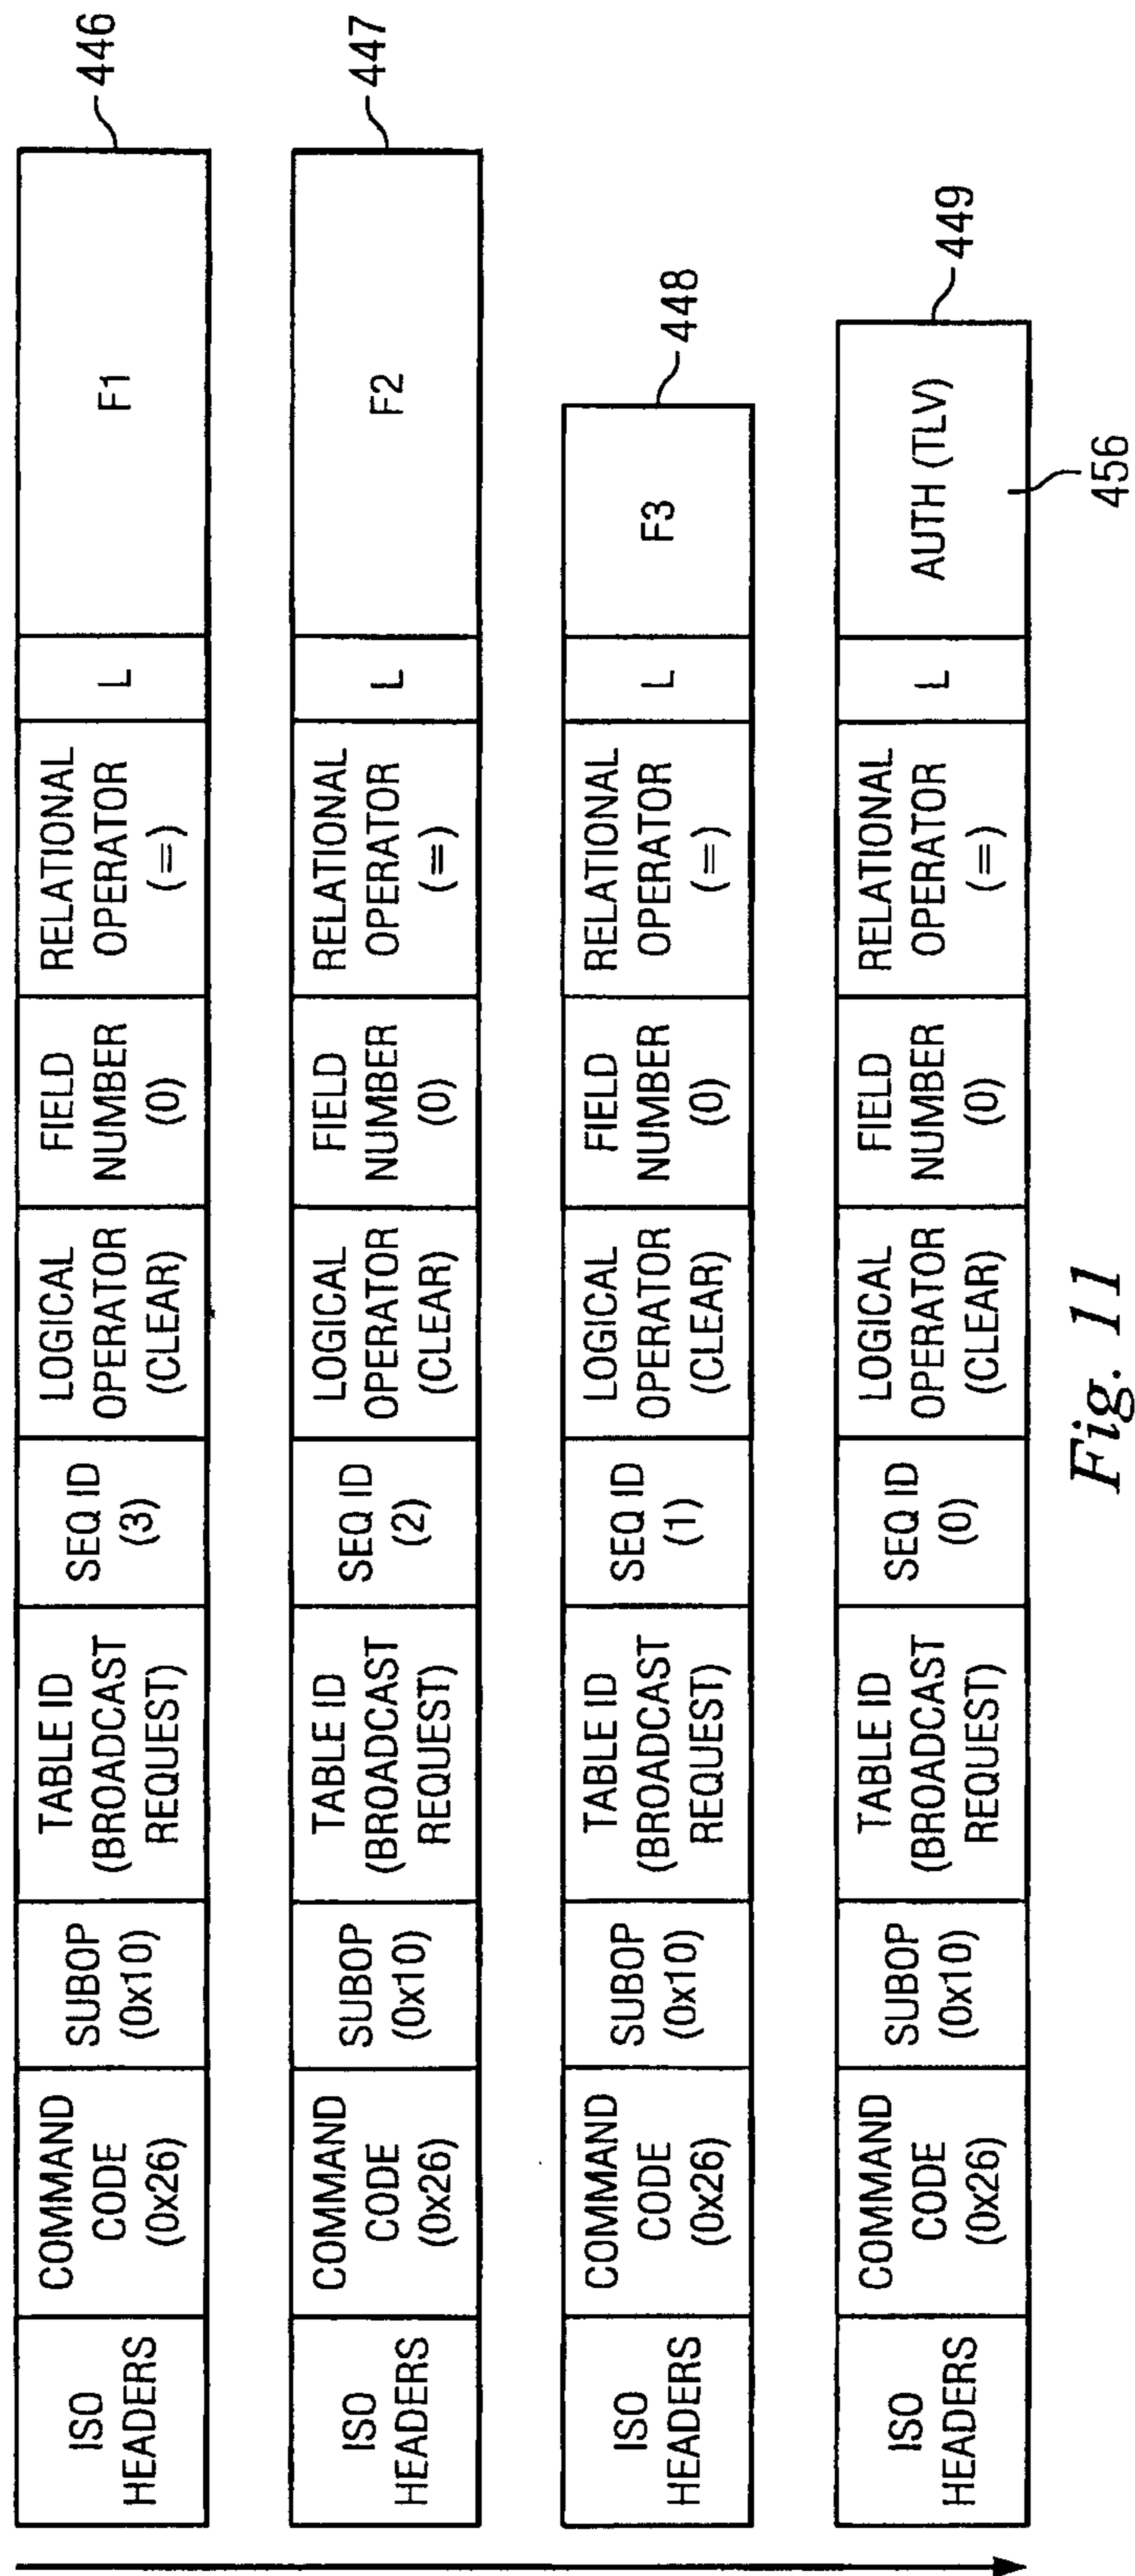 ISO
HEADERS
COMMAND
CODE
(0x26)
SUBOP
(0x10)
TABLE ID
(BROADCAST
REQUEST)
SEQ ID
(3)
LOGICAL
OPERATOR
(CLEAR)
FIELD
NUMBER
(0)
RELATIONAL
OPERATOR
(=)
L
F1
446
ISO
HEADERS
COMMAND
CODE
(0x26)
SUBOP
(0x10)
TABLE ID
(BROADCAST
REQUEST)
SEQ ID
(2)
LOGICAL
OPERATOR
(CLEAR)
FIELD
NUMBER
(0)
RELATIONAL
OPERATOR
(=)
L
F2
447
ISO
HEADERS
COMMAND
CODE
(0x26)
SUBOP
(0x10)
TABLE ID
(BROADCAST
REQUEST)
SEQ ID
(1)
LOGICAL
OPERATOR
(CLEAR)
FIELD
NUMBER
(0)
RELATIONAL
OPERATOR
(=)
L
F3
448
ISO
HEADERS
COMMAND
CODE
(0x26)
SUBOP
(0x10)
TABLE ID
(BROADCAST
REQUEST)
SEQ ID
(0)
LOGICAL
OPERATOR
(CLEAR)
FIELD
NUMBER
(0)
RELATIONAL
OPERATOR
(=)
L
AUTH (TLV)
449
456
Fig. 11